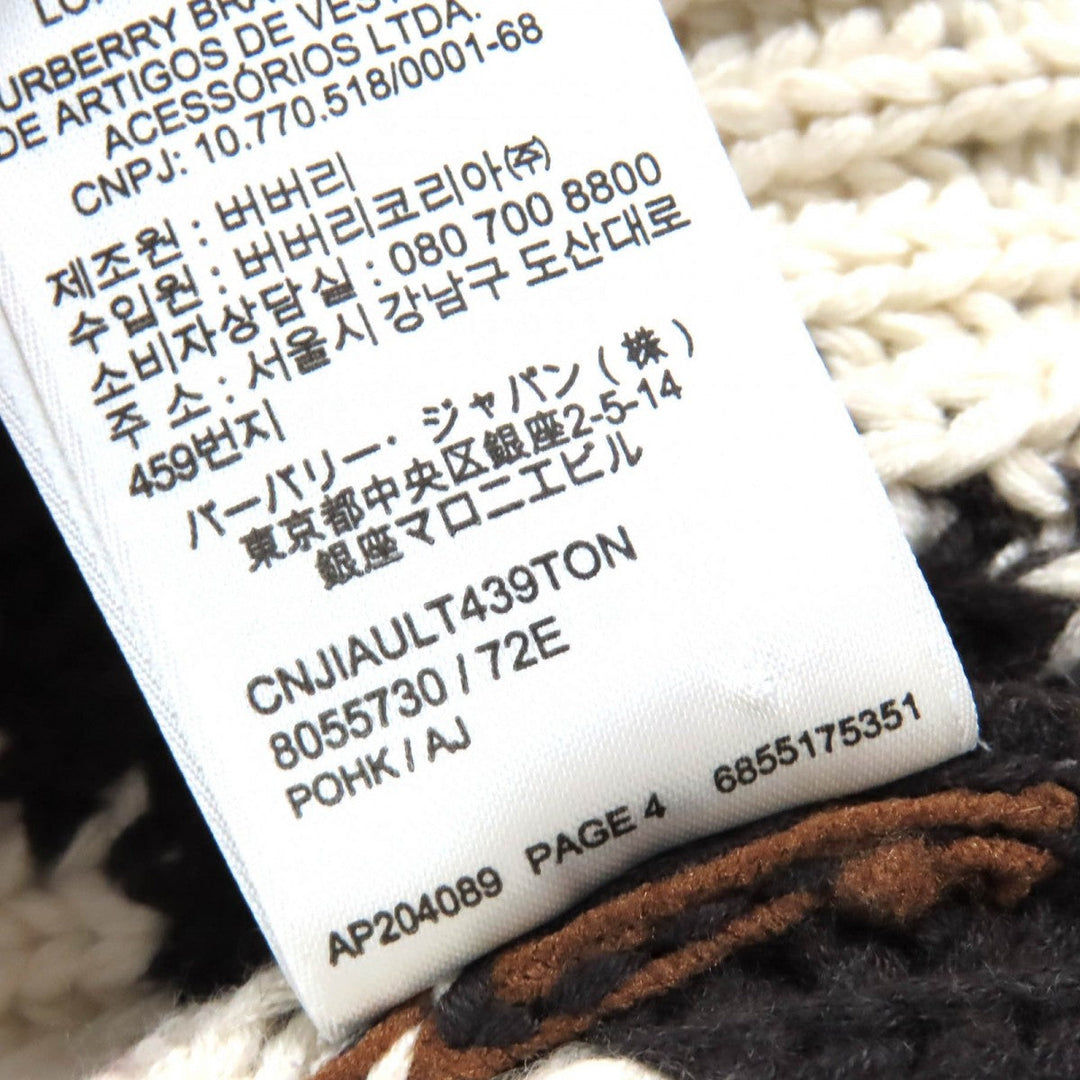 URBERRY BRA
DE ARTIGOS DE VEST
ACESSÓRIOS LTDA.
CNPJ: 10.770.518/0001-68
제조원 : 버버리
수입원 : 버버리코리아㈜
소비자상담실 : 080 700 8800
주 소 : 서울시 강남구 도산대로
459번지
バーバリー・ジャパン ( 株 )
東京都中央区銀座2-5-14
銀座マロニエビル
CNJIAULT439TON
8055730 / 72E
POHK / AJ
AP204089 PAGE 4 6855175351